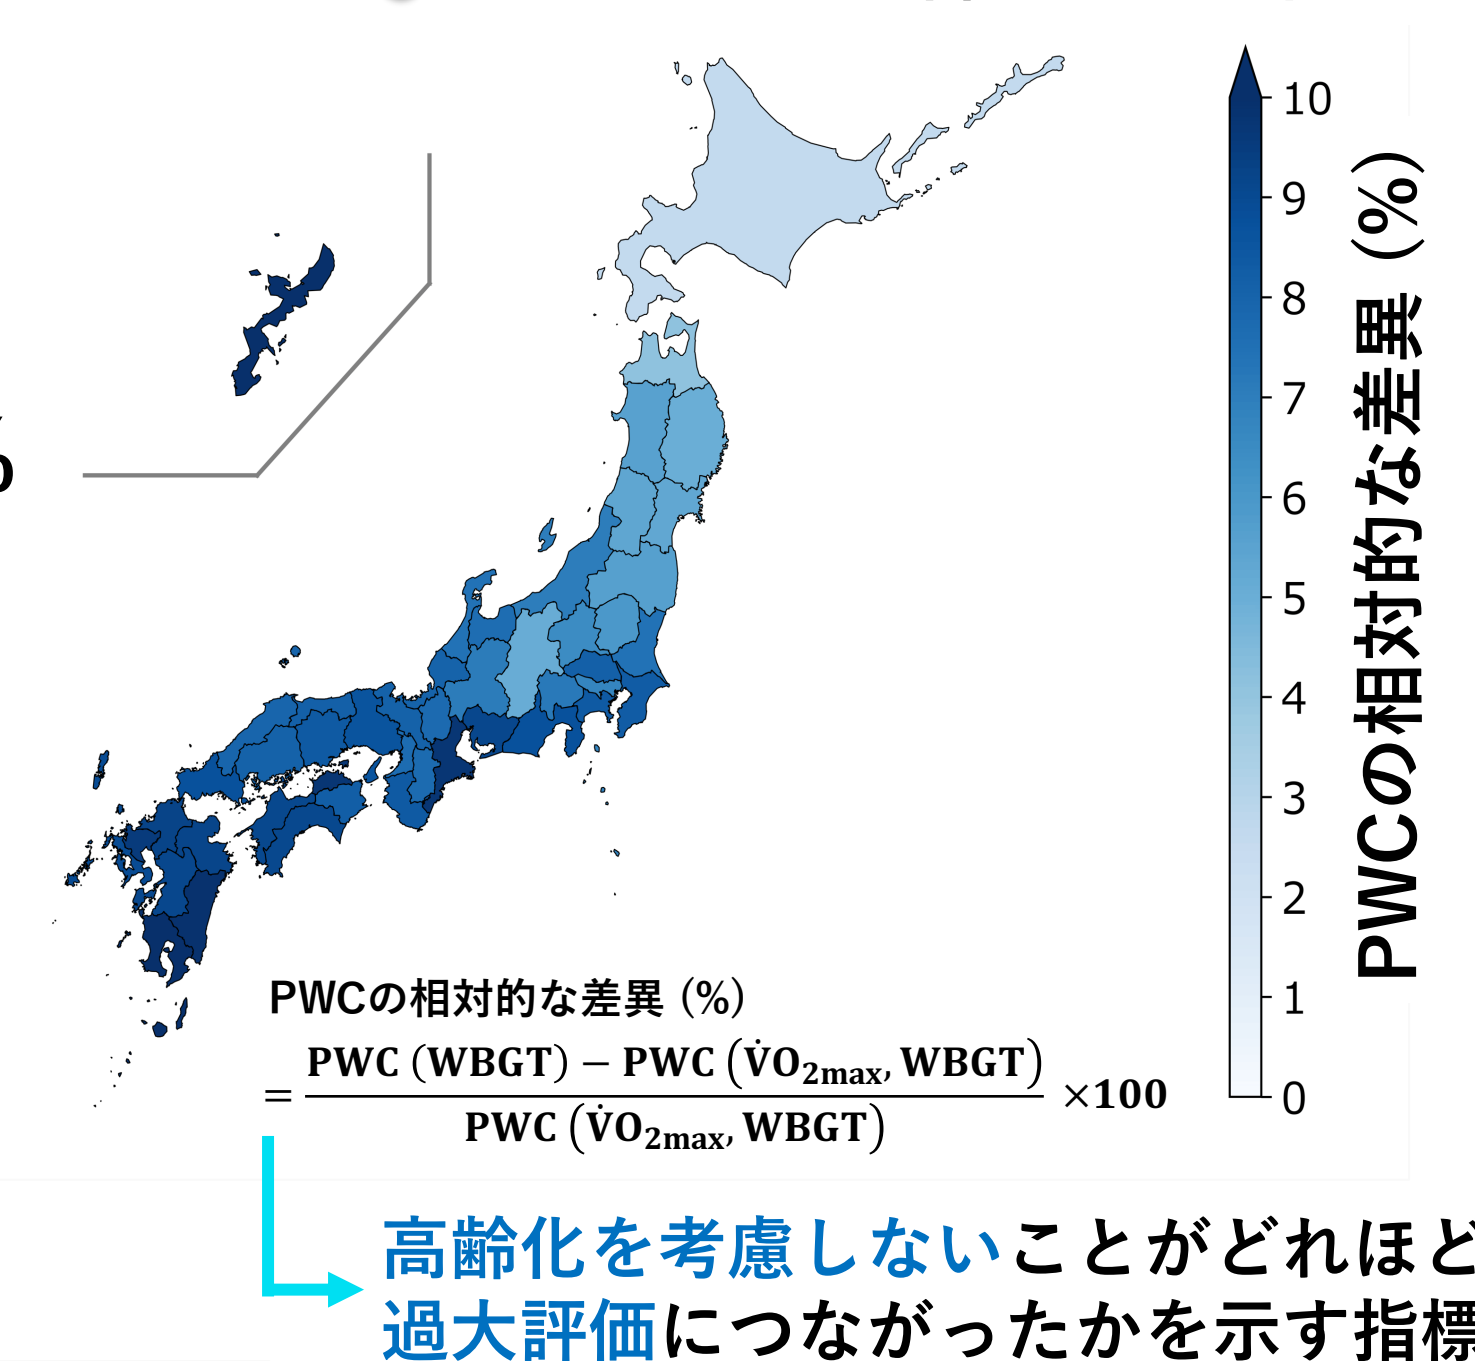 10
9
8
7
6
5
4
3
2
1
0
PWCの相対的な差異 (%)
PWCの相対的な差異 (%)
= PWC (WBGT) − PWC (V̇O₂max, WBGT)
PWC (V̇O₂max, WBGT)
×100
高齢化を考慮しないことがどれほど
過大評価につながったかを示す指標